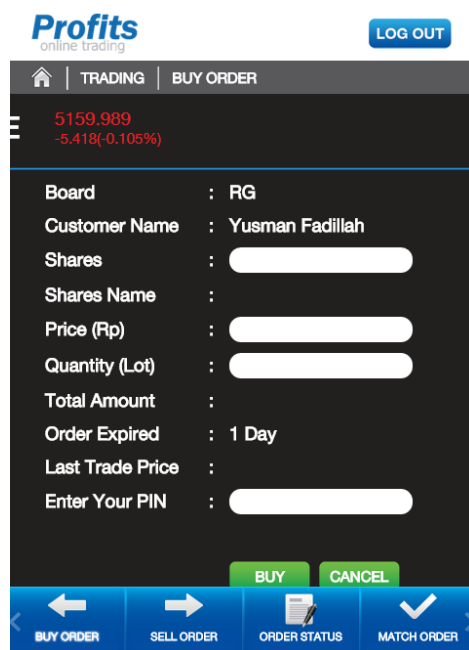 Profits
online trading
LOG OUT
TRADING | BUY ORDER
5159.989
-5.418(-0.105%)
Board : RG
Customer Name : Yusman Fadillah
Shares :
Shares Name :
Price (Rp) :
Quantity (Lot) :
Total Amount :
Order Expired : 1 Day
Last Trade Price :
Enter Your PIN :
BUY CANCEL
BUY ORDER SELL ORDER ORDER STATUS MATCH ORDER